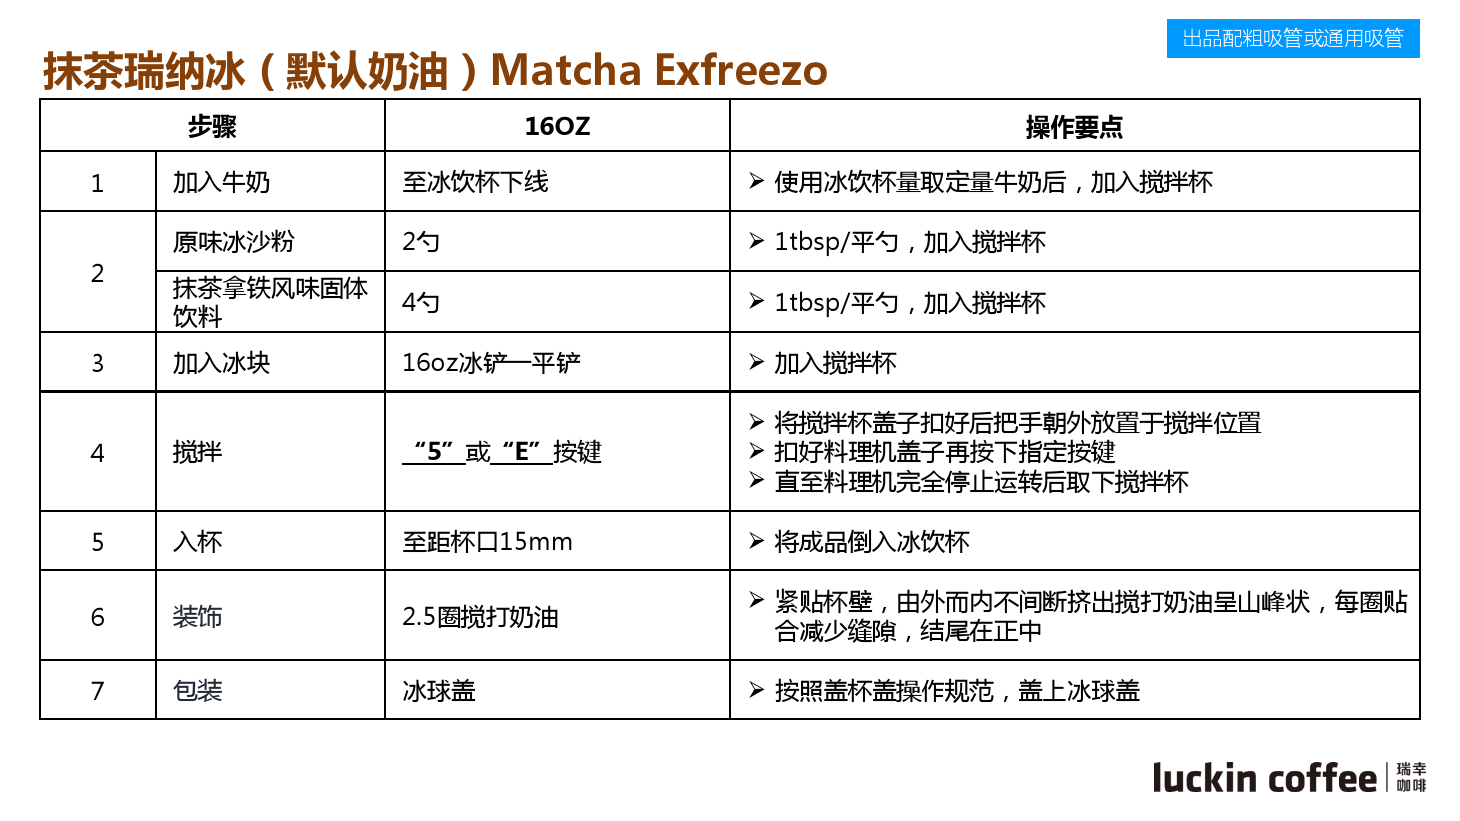 出品配粗吸管或通用吸管
抹茶瑞纳冰（默认奶油）Matcha Exfreezo
步骤 16OZ 操作要点
1 加入牛奶 至冰饮杯下线 ➢ 使用冰饮杯量取定量牛奶后，加入搅拌杯
2 原味冰沙粉 2勺 ➢ 1tbsp/平勺，加入搅拌杯
抹茶拿铁风味固体
饮料 4勺 ➢ 1tbsp/平勺，加入搅拌杯
3 加入冰块 16oz冰铲一平铲 ➢ 加入搅拌杯
4 搅拌 “5”或“E”按键 ➢ 将搅拌杯盖子扣好后把手朝外放置于搅拌位置
➢ 扣好料理机盖子再按下指定按键
➢ 直至料理机完全停止运转后取下搅拌杯
5 入杯 至距杯口15mm ➢ 将成品倒入冰饮杯
6 装饰 2.5圈搅打奶油 ➢ 紧贴杯壁，由外而内不间断挤出搅打奶油呈山峰状，每圈贴
合减少缝隙，结尾在正中
7 包装 冰球盖 ➢ 按照盖杯盖操作规范，盖上冰球盖
luckin coffee 瑞幸
咖啡